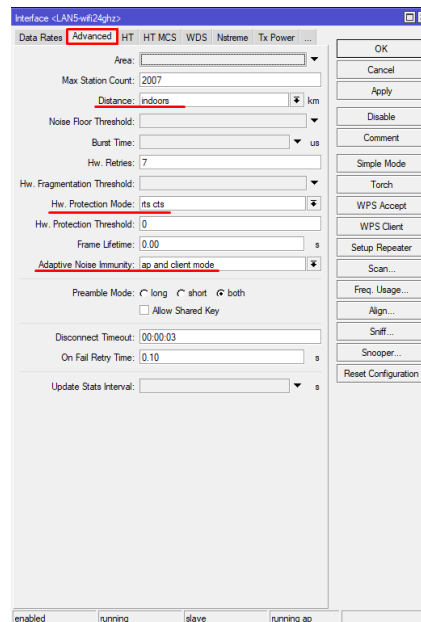 Interface <LAN5-wifi24ghz>
Data Rates Advanced HT HT MCS WDS Nstreme Tx Power ...
Area:
Max Station Count: 2007
Distance: indoors km
Noise Floor Threshold:
Burst Time: us
Hw. Retries: 7
Hw. Fragmentation Threshold:
Hw. Protection Mode: rts cts
Hw. Protection Threshold: 0
Frame Lifetime: 0.00 s
Adaptive Noise Immunity: ap and client mode
Preamble Mode: long short both
Allow Shared Key
Disconnect Timeout: 00:00:03
On Fail Retry Time: 0.10 s
Update Stats Interval: s
OK
Cancel
Apply
Disable
Comment
Simple Mode
Torch
WPS Accept
WPS Client
Setup Repeater
Scan...
Freq. Usage...
Align...
Sniff...
Snooper...
Reset Configuration
enabled running slave running ap